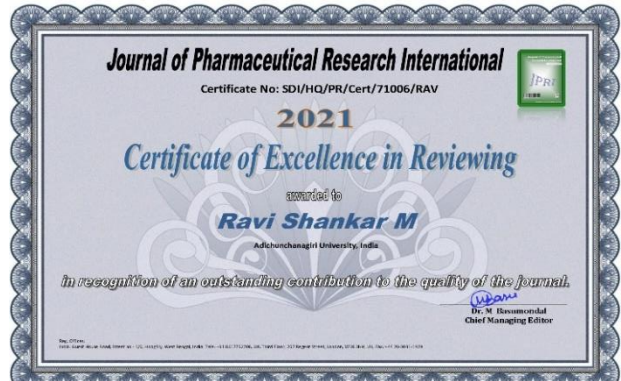 Journal of Pharmaceutical Research International
JPRI
Certificate No: SDI/HQ/PR/Cert/71006/RAV
2021
Certificate of Excellence in Reviewing
awarded to
Ravi Shankar M
Adichunchanagiri University, India
in recognition of an outstanding contribution to the quality of the journal.
Dr. M Basumondal
Chief Managing Editor